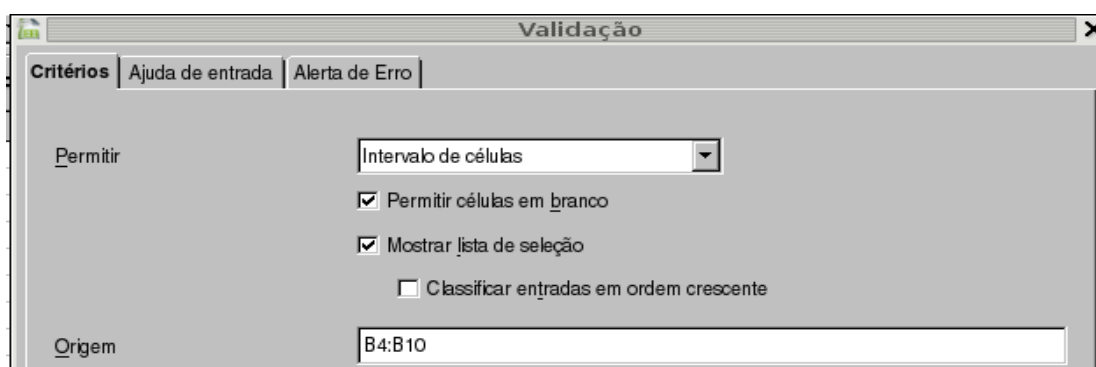 Validação
Critérios Ajuda de entrada Alerta de Erro
Permitir Intervalo de células
Permitir células em branco
Mostrar lista de seleção
Classificar entradas em ordem crescente
Origem B4:B10